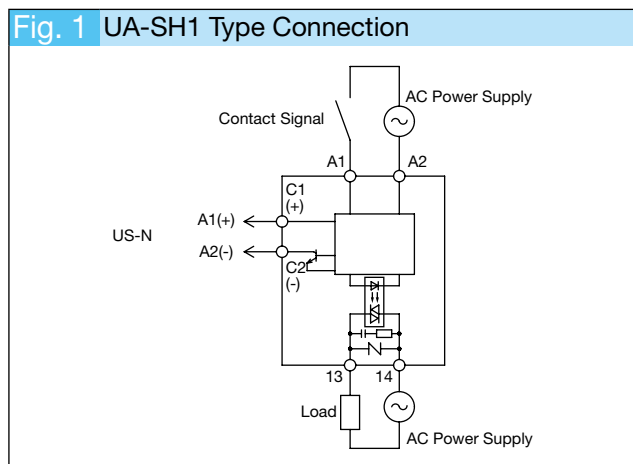 Fig. 1 UA-SH1 Type Connection
AC Power Supply
Contact Signal
A1 A2
C1
(+)
A1(+)
US-N
A2(-)
C2
(-)
13 14
Load
AC Power Supply